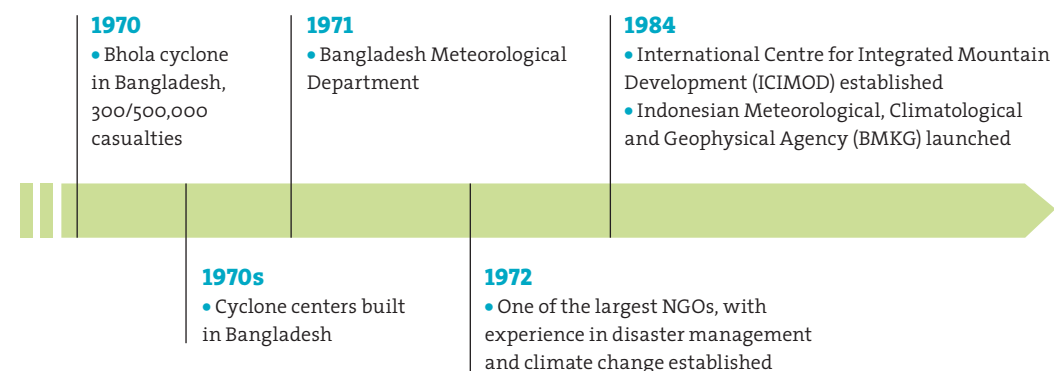 1970
• Bhola cyclone
in Bangladesh,
300/500,000
casualties
1971
• Bangladesh Meteorological
Department
1984
• International Centre for Integrated Mountain
Development (ICIMOD) established
• Indonesian Meteorological, Climatological
and Geophysical Agency (BMKG) launched
1970s
• Cyclone centers built
in Bangladesh
1972
• One of the largest NGOs, with
experience in disaster management
and climate change established